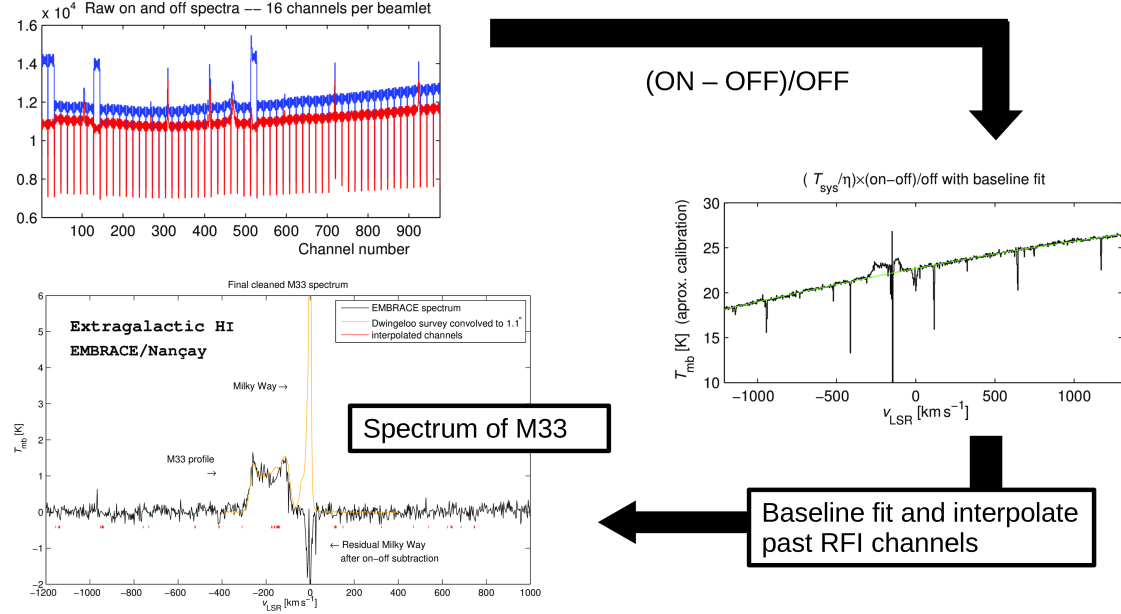 Raw on and off spectra −− 16 channels per beamlet
x 10⁴
1.6
1.4
1.2
1
0.8
0.6
100 200 300 400 500 600 700 800 900
Channel number
(ON – OFF)/OFF
( T_sys/η)×(on−off)/off with baseline fit
30
25
20
15
10
T_mb [K] (aprox. calibration)
−1000 −500 0 500 1000
v_LSR [km s⁻¹]
Final cleaned M33 spectrum
6
5
4
3
2
1
0
−1
−2
T_mb [K]
Extragalactic HI
EMBRACE/Nançay
EMBRACE spectrum
Dwingeloo survey convolved to 1.1°
interpolated channels
Milky Way →
M33 profile →
← Residual Milky Way
after on−off subtraction
−1200 −1000 −800 −600 −400 −200 0 200 400 600 800 1000
v_LSR [km s⁻¹]
Spectrum of M33
Baseline fit and interpolate
past RFI channels